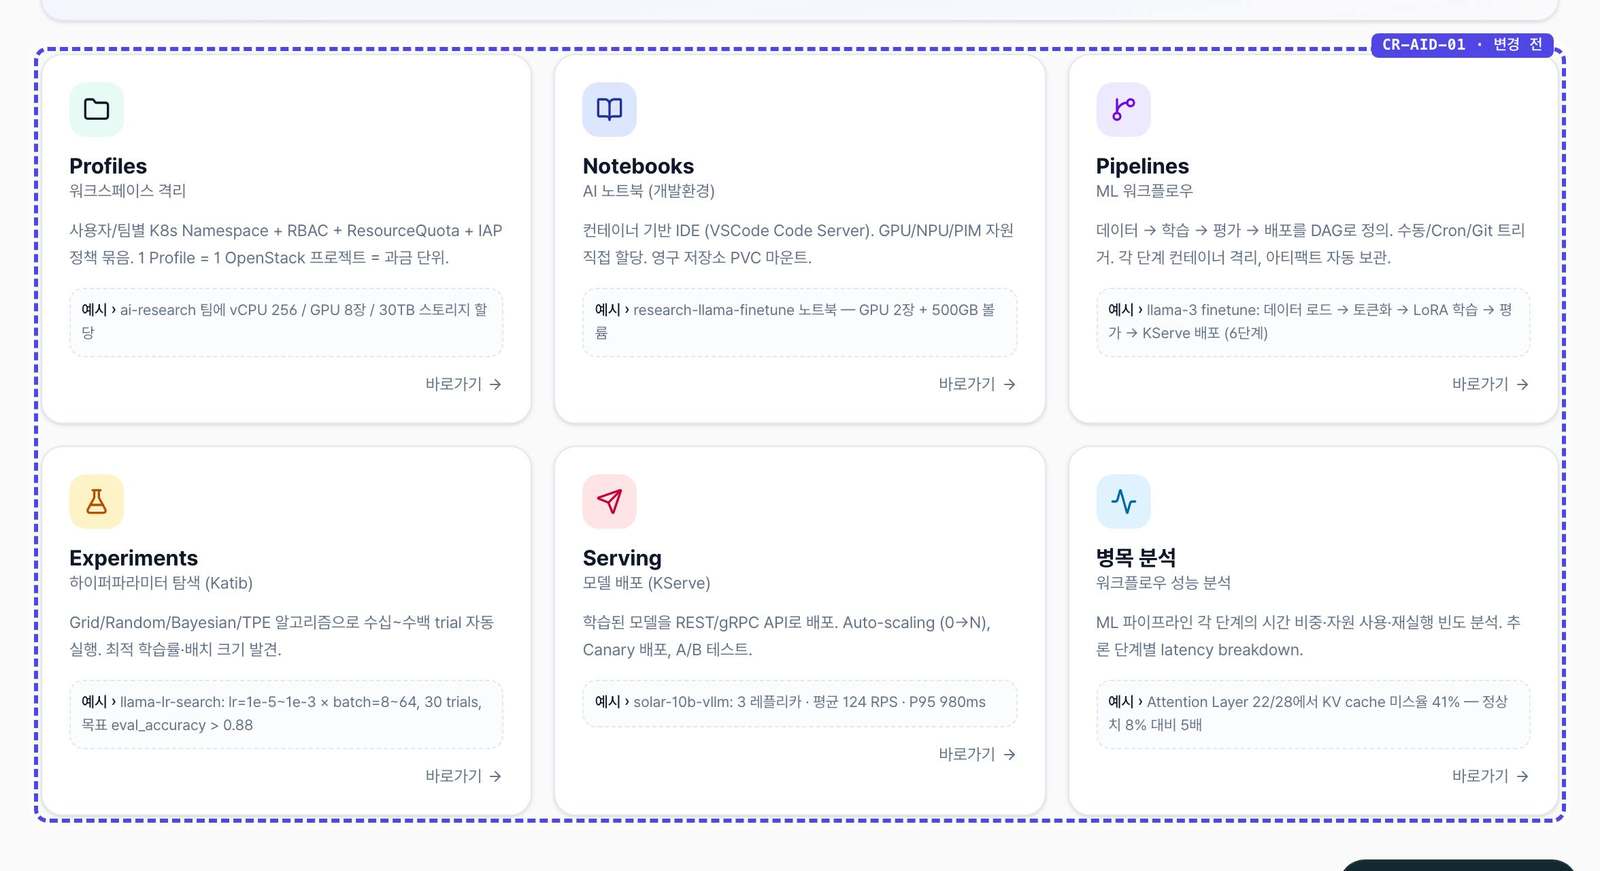 CR-AID-01 · 변경 전
Profiles
워크스페이스 격리
사용자/팀별 K8s Namespace + RBAC + ResourceQuota + IAP
정책 묶음. 1 Profile = 1 OpenStack 프로젝트 = 과금 단위.
예시 › ai-research 팀에 vCPU 256 / GPU 8장 / 30TB 스토리지 할
당
바로가기 →
Notebooks
AI 노트북 (개발환경)
컨테이너 기반 IDE (VSCode Code Server). GPU/NPU/PIM 자원
직접 할당. 영구 저장소 PVC 마운트.
예시 › research-llama-finetune 노트북 — GPU 2장 + 500GB 볼
륨
바로가기 →
Pipelines
ML 워크플로우
데이터 → 학습 → 평가 → 배포를 DAG로 정의. 수동/Cron/Git 트리
거. 각 단계 컨테이너 격리, 아티팩트 자동 보관.
예시 › llama-3 finetune: 데이터 로드 → 토큰화 → LoRA 학습 → 평
가 → KServe 배포 (6단계)
바로가기 →
Experiments
하이퍼파라미터 탐색 (Katib)
Grid/Random/Bayesian/TPE 알고리즘으로 수십~수백 trial 자동
실행. 최적 학습률·배치 크기 발견.
예시 › llama-lr-search: lr=1e-5~1e-3 × batch=8~64, 30 trials,
목표 eval_accuracy > 0.88
바로가기 →
Serving
모델 배포 (KServe)
학습된 모델을 REST/gRPC API로 배포. Auto-scaling (0→N),
Canary 배포, A/B 테스트.
예시 › solar-10b-vllm: 3 레플리카 · 평균 124 RPS · P95 980ms
바로가기 →
병목 분석
워크플로우 성능 분석
ML 파이프라인 각 단계의 시간 비중·자원 사용·재실행 빈도 분석. 추
론 단계별 latency breakdown.
예시 › Attention Layer 22/28에서 KV cache 미스율 41% — 정상
치 8% 대비 5배
바로가기 →